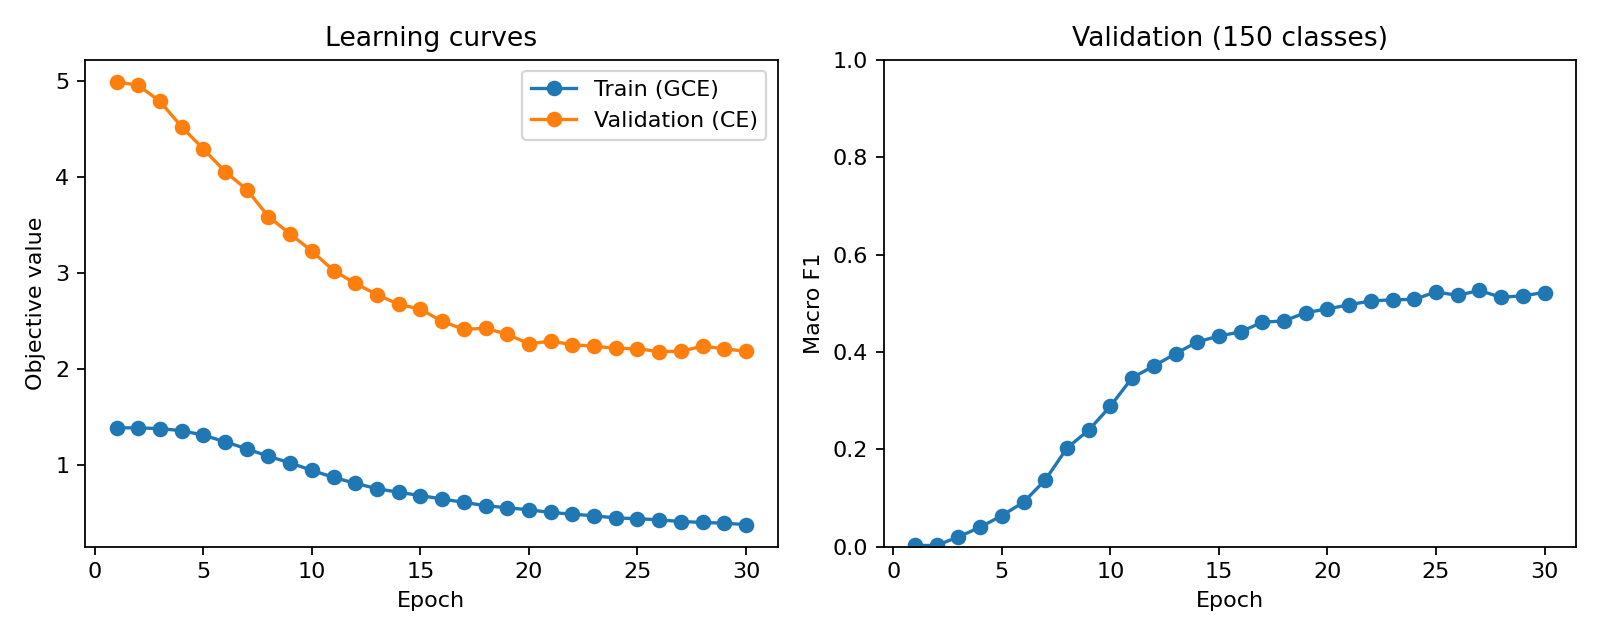 Learning curves
Objective value
5
4
3
2
1
Train (GCE)
Validation (CE)
0 5 10 15 20 25 30
Epoch
Validation (150 classes)
Macro F1
1.0
0.8
0.6
0.4
0.2
0.0
0 5 10 15 20 25 30
Epoch